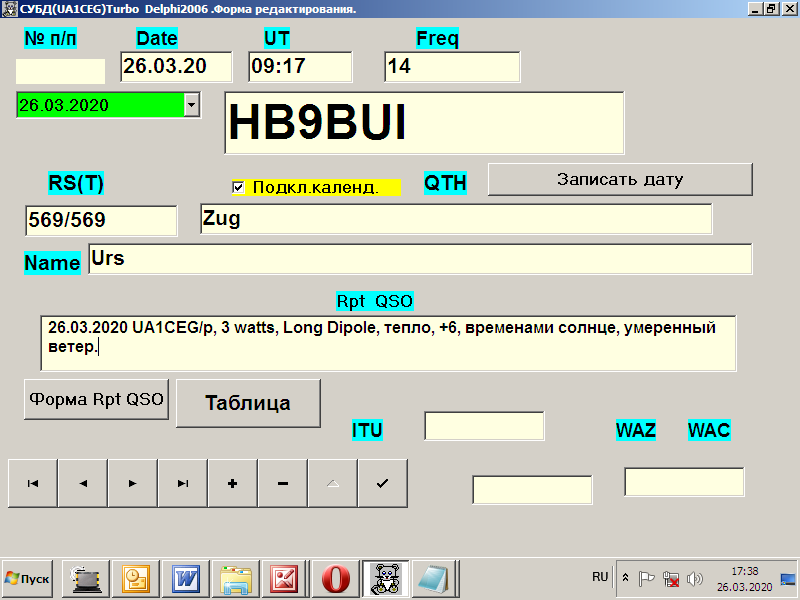 СУБД(UA1CEG)Turbo Delphi2006 .Форма редактирования.
№ п/п Date UT Freq
26.03.20 09:17 14
26.03.2020
HB9BUI
RS(T) Подкл.календ. QTH Записать дату
569/569 Zug
Name Urs
Rpt QSO
26.03.2020 UA1CEG/p, 3 watts, Long Dipole, тепло, +6, временами солнце, умеренный
ветер.
Форма Rpt QSO Таблица
ITU WAZ WAC
Пуск RU 17:38
26.03.2020